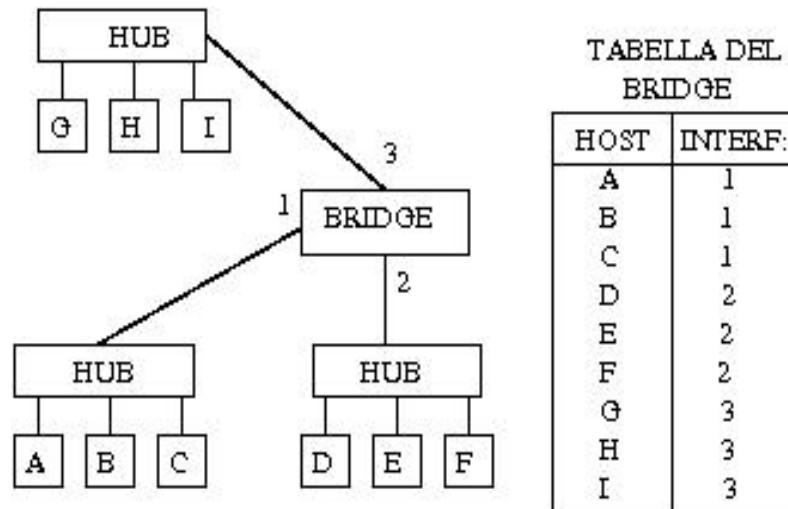 HUB
G H I
3
1
BRIDGE
2
HUB
HUB
A B C
D E F
TABELLA DEL
BRIDGE
HOST INTERF:
A 1
B 1
C 1
D 2
E 2
F 2
G 3
H 3
I 3